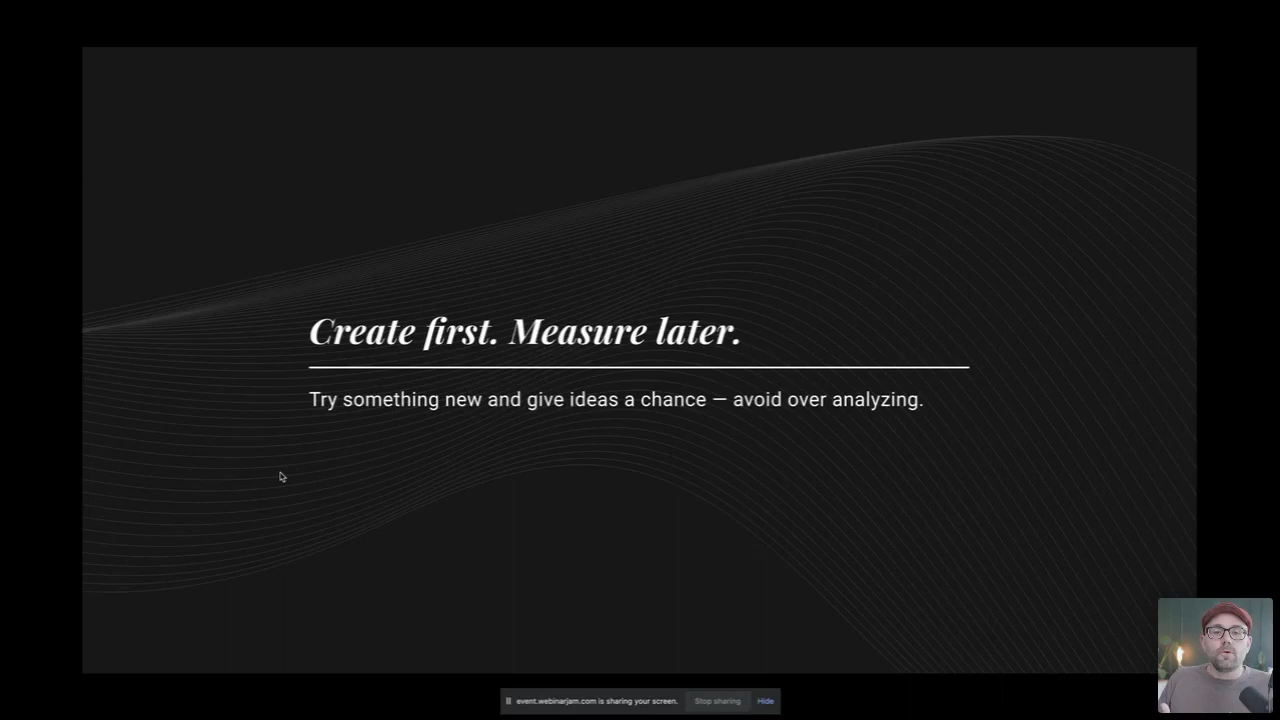 Create first. Measure later.
Try something new and give ideas a chance — avoid over analyzing.
event.webinarjam.com is sharing your screen. Stop sharing Hide